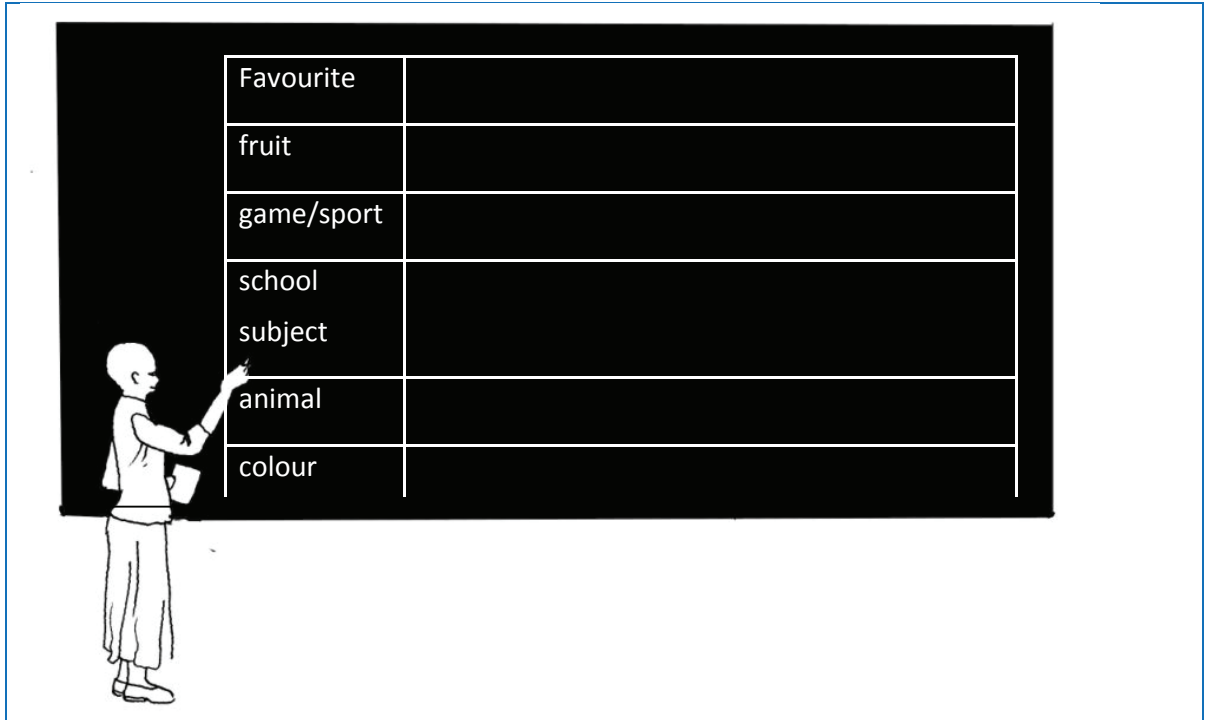 Favourite
fruit
game/sport
school
subject
animal
colour